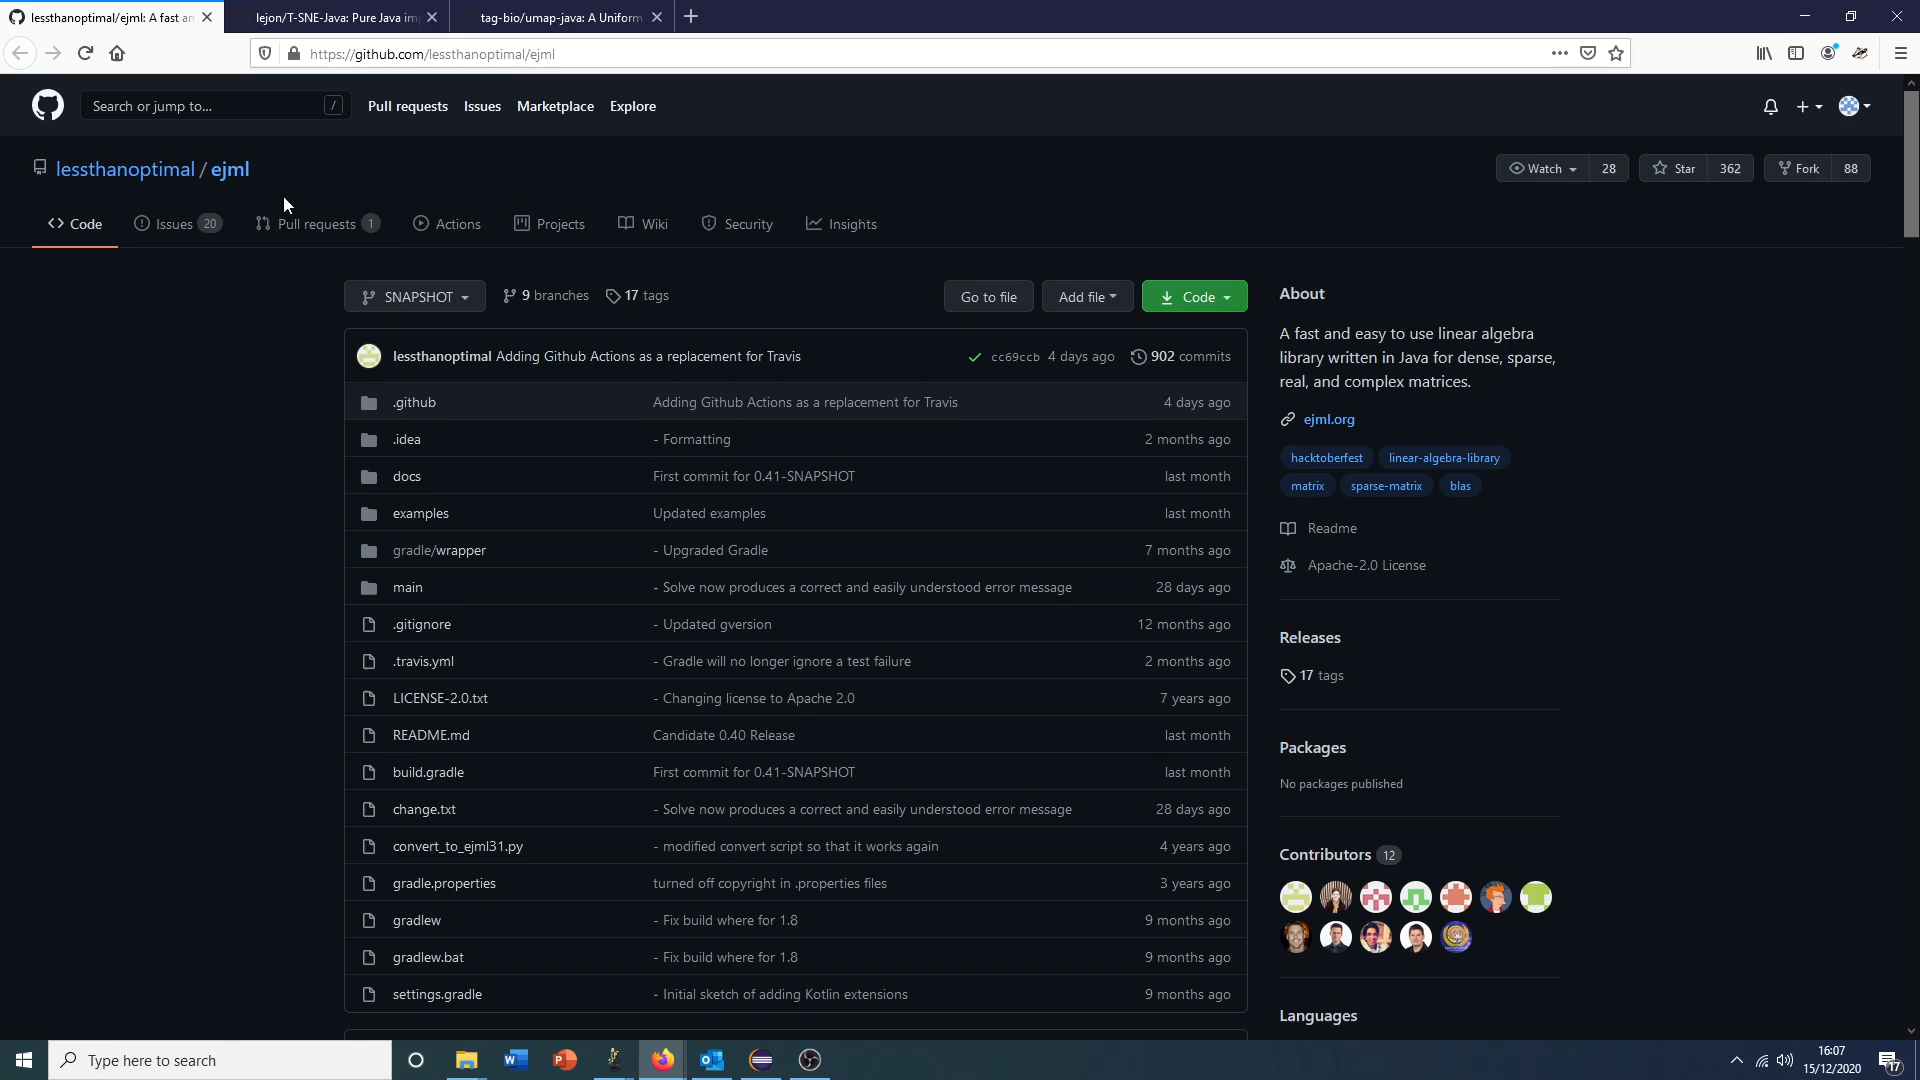 lessthanoptimal/ejml: A fast an
lejon/T-SNE-Java: Pure Java im
tag-bio/umap-java: A Uniform
https://github.com/lessthanoptimal/ejml
Search or jump to...
/
Pull requests
Issues
Marketplace
Explore
lessthanoptimal / ejml
Watch 28
Star 362
Fork 88
Code
Issues 20
Pull requests 1
Actions
Projects
Wiki
Security
Insights
SNAPSHOT
9 branches
17 tags
Go to file
Add file
Code
lessthanoptimal Adding Github Actions as a replacement for Travis cc69ccb 4 days ago 902 commits
.github Adding Github Actions as a replacement for Travis 4 days ago
.idea - Formatting 2 months ago
docs First commit for 0.41-SNAPSHOT last month
examples Updated examples last month
gradle/wrapper - Upgraded Gradle 7 months ago
main - Solve now produces a correct and easily understood error message 28 days ago
.gitignore - Updated gversion 12 months ago
.travis.yml - Gradle will no longer ignore a test failure 2 months ago
LICENSE-2.0.txt - Changing license to Apache 2.0 7 years ago
README.md Candidate 0.40 Release last month
build.gradle First commit for 0.41-SNAPSHOT last month
change.txt - Solve now produces a correct and easily understood error message 28 days ago
convert_to_ejml31.py - modified convert script so that it works again 4 years ago
gradle.properties turned off copyright in .properties files 3 years ago
gradlew - Fix build where for 1.8 9 months ago
gradlew.bat - Fix build where for 1.8 9 months ago
settings.gradle - Initial sketch of adding Kotlin extensions 9 months ago
About
A fast and easy to use linear algebra
library written in Java for dense, sparse,
real, and complex matrices.
ejml.org
hacktoberfest linear-algebra-library
matrix sparse-matrix blas
Readme
Apache-2.0 License
Releases
17 tags
Packages
No packages published
Contributors 12
Languages
Type here to search
16:07
15/12/2020
17